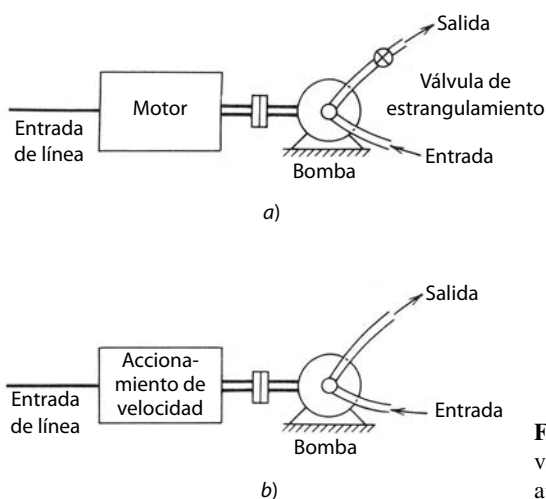 Salida
Motor
Válvula de
estrangulamiento
Entrada
de línea
Entrada
Bomba
a)
Salida
Acciona-
miento de
velocidad
Entrada
de línea
Entrada
Bomba
b)